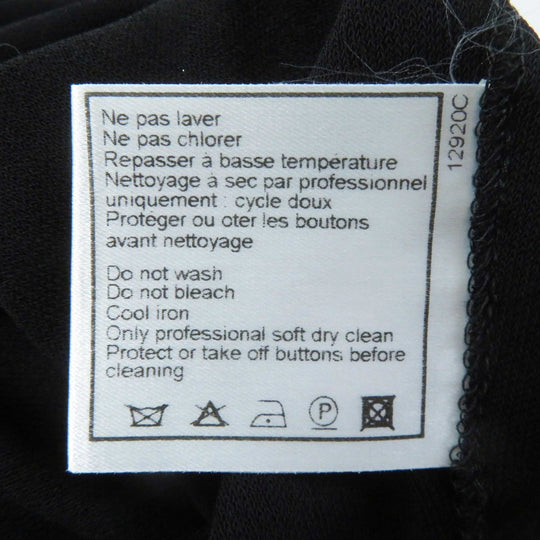 Ne pas laver
Ne pas chlorer
Repasser à basse température
Nettoyage à sec par professionnel
uniquement : cycle doux
Protéger ou oter les boutons
avant nettoyage
Do not wash
Do not bleach
Cool iron
Only professional soft dry clean
Protect or take off buttons before
cleaning
P
12920C